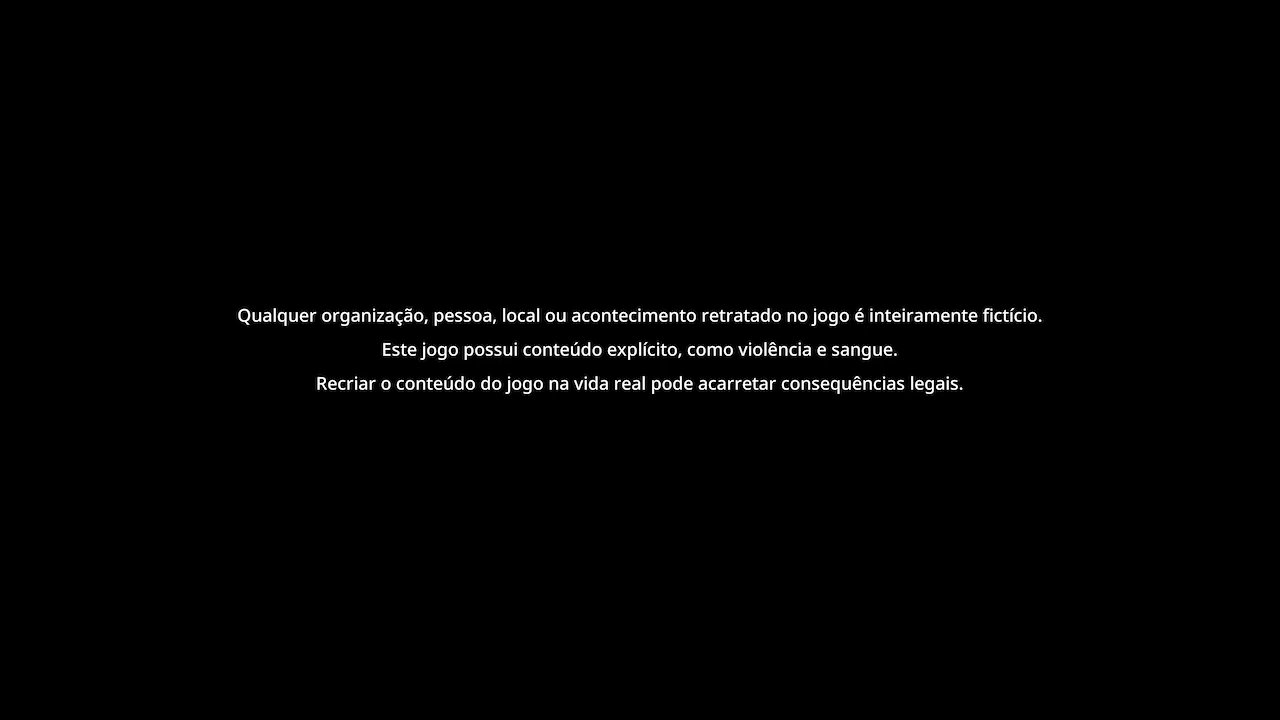 Qualquer organização, pessoa, local ou acontecimento retratado no jogo é inteiramente fictício.
Este jogo possui conteúdo explícito, como violência e sangue.
Recriar o conteúdo do jogo na vida real pode acarretar consequências legais.